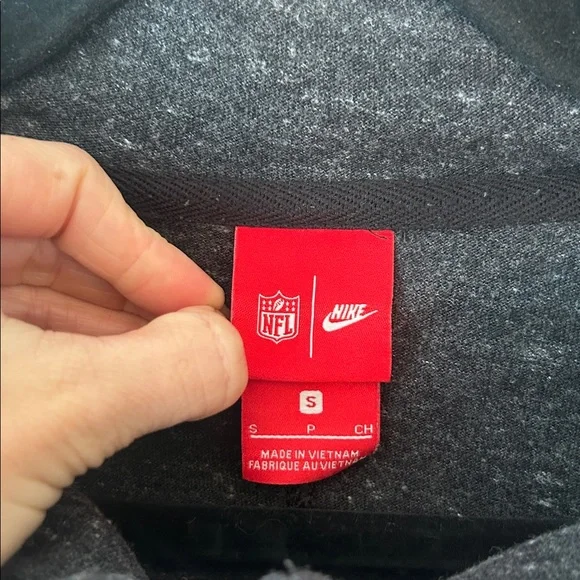 NFL NIKE
S
S P CH
MADE IN VIETNAM
FABRIQUE AU VIETNAM